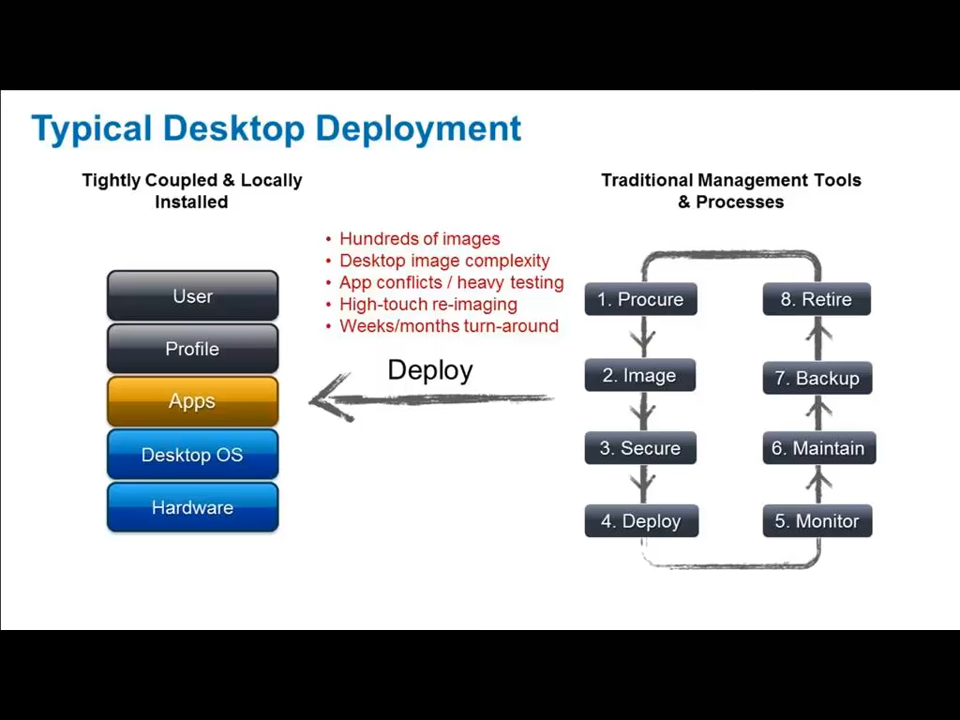 Typical Desktop Deployment
Tightly Coupled & Locally
Installed
User
Profile
Apps
Desktop OS
Hardware
• Hundreds of images
• Desktop image complexity
• App conflicts / heavy testing
• High-touch re-imaging
• Weeks/months turn-around
Deploy
Traditional Management Tools
& Processes
1. Procure
2. Image
3. Secure
4. Deploy
5. Monitor
6. Maintain
7. Backup
8. Retire